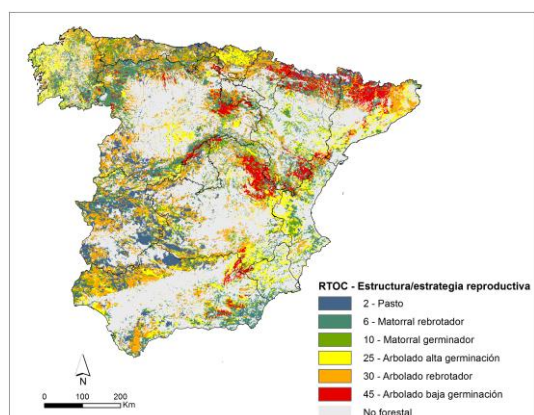 RTOC - Estructura/estrategia reproductiva
2 - Pasto
6 - Matorral rebrotador
10 - Matorral germinador
25 - Arbolado alta germinación
30 - Arbolado rebrotador
45 - Arbolado baja germinación
No forestal
N
0 50 100 200
Km